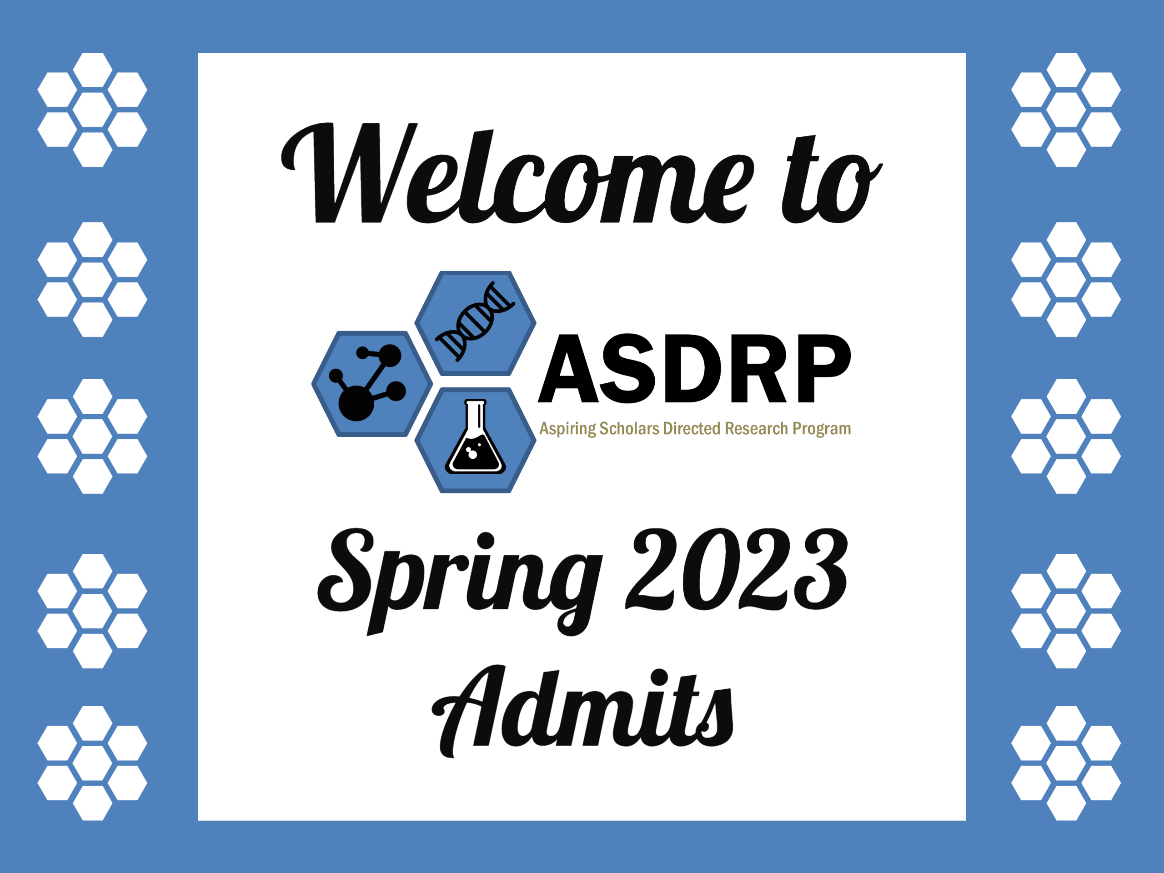 Welcome to
ASDRP
Aspiring Scholars Directed Research Program
Spring 2023
Admits